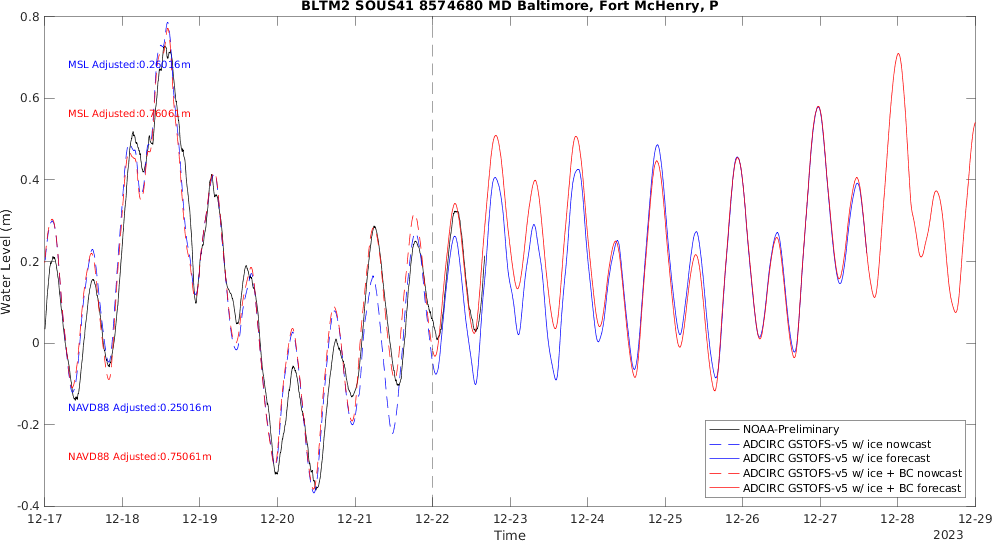 BLTM2 SOUS41 8574680 MD Baltimore, Fort McHenry, P
Water Level (m)
0.8
0.6
0.4
0.2
0
-0.2
-0.4
MSL Adjusted:0.26016m
MSL Adjusted:0.76061m
NAVD88 Adjusted:0.25016m
NAVD88 Adjusted:0.75061m
NOAA-Preliminary
ADCIRC GSTOFS-v5 w/ ice nowcast
ADCIRC GSTOFS-v5 w/ ice forecast
ADCIRC GSTOFS-v5 w/ ice + BC nowcast
ADCIRC GSTOFS-v5 w/ ice + BC forecast
12-17 12-18 12-19 12-20 12-21 12-22 12-23 12-24 12-25 12-26 12-27 12-28 12-29
Time
2023